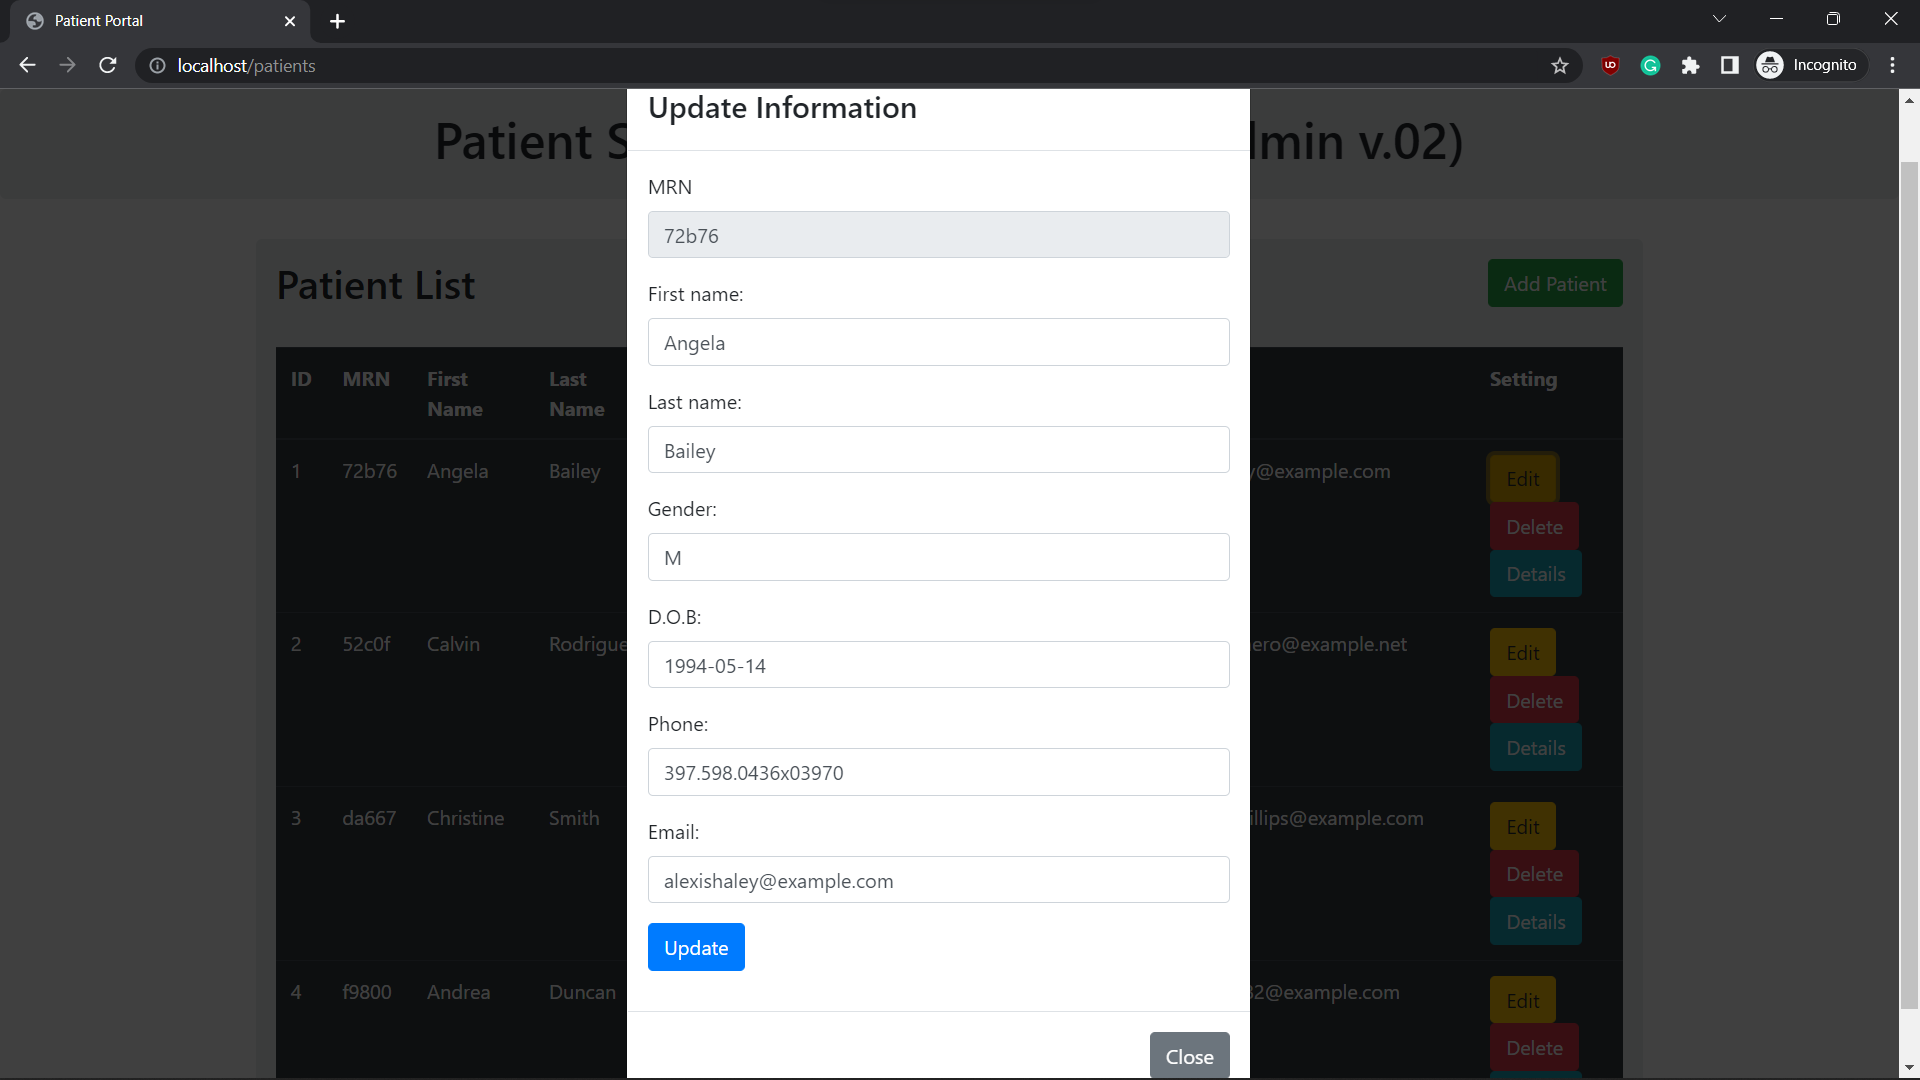 Patient Portal
localhost/patients
Incognito
Update Information
Patient S
lmin v.02)
MRN
72b76
First name:
Angela
Last name:
Bailey
Gender:
M
D.O.B:
1994-05-14
Phone:
397.598.0436x03970
Email:
alexishaley@example.com
Update
Close
Patient List
Add Patient
ID MRN First Name Last Name Setting
1 72b76 Angela Bailey y@example.com Edit
Delete
Details
2 52c0f Calvin Rodrigue ero@example.net Edit
Delete
Details
3 da667 Christine Smith illips@example.com Edit
Delete
Details
4 f9800 Andrea Duncan 32@example.com Edit
Delete